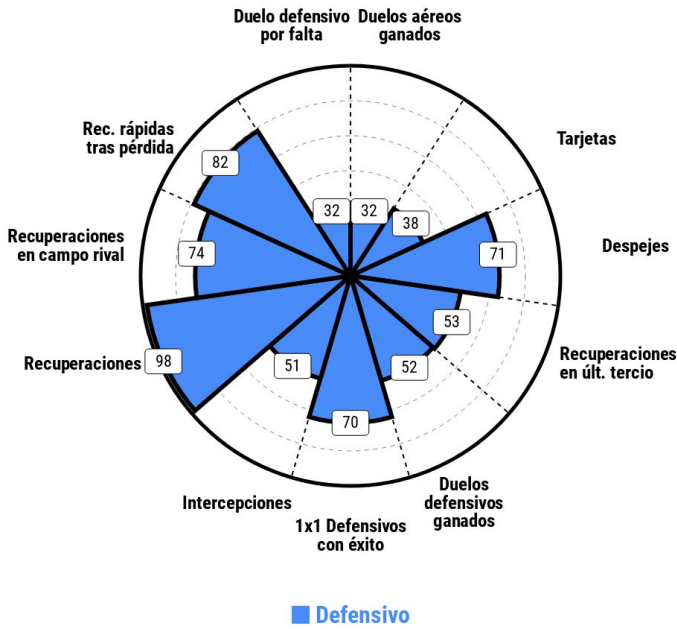 Duelo defensivo
por falta
Duelos aéreos
ganados
Tarjetas
Despejes
Recuperaciones
en últ. tercio
Duelos
defensivos
ganados
1x1 Defensivos
con éxito
Intercepciones
Recuperaciones
Recuperaciones
en campo rival
Rec. rápidas
tras pérdida
32
32
38
71
53
52
70
51
98
74
82
Defensivo